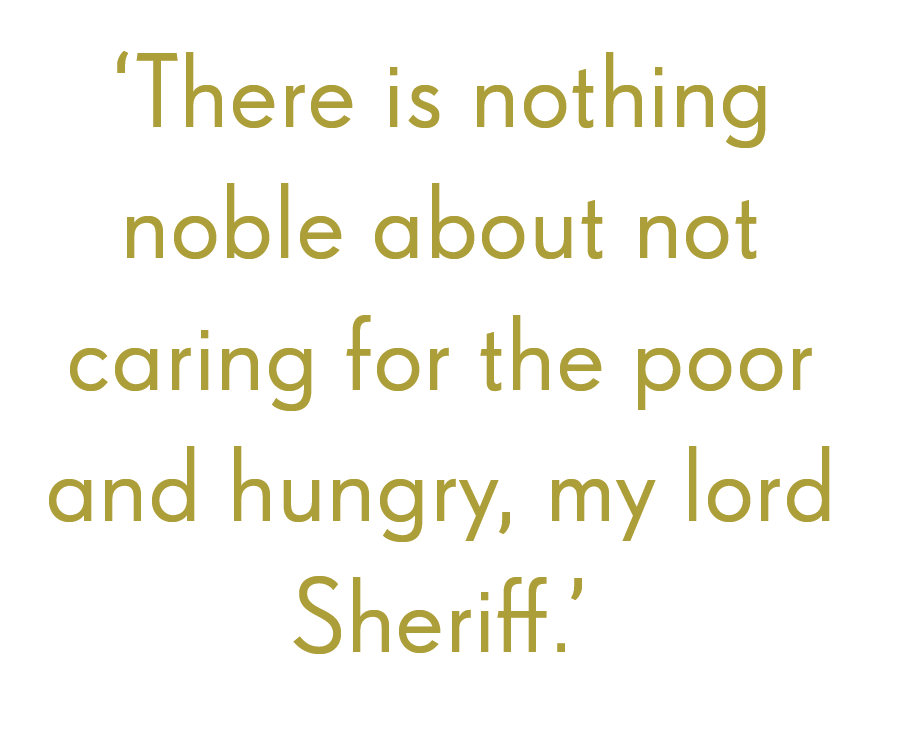 ‘There is nothing
noble about not
caring for the poor
and hungry, my lord
Sheriff.’